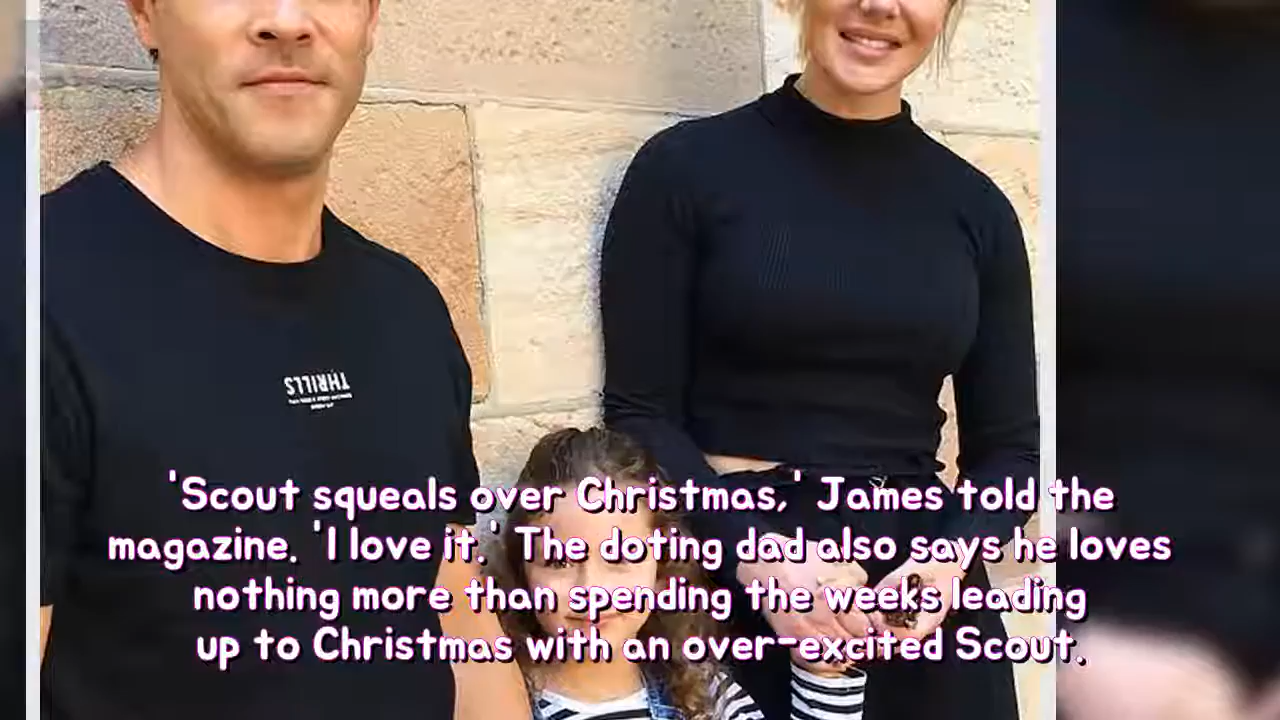 THRILLS
'Scout squeals over Christmas,' James told the
magazine. 'I love it.' The doting dad also says he loves
nothing more than spending the weeks leading
up to Christmas with an over-excited Scout.